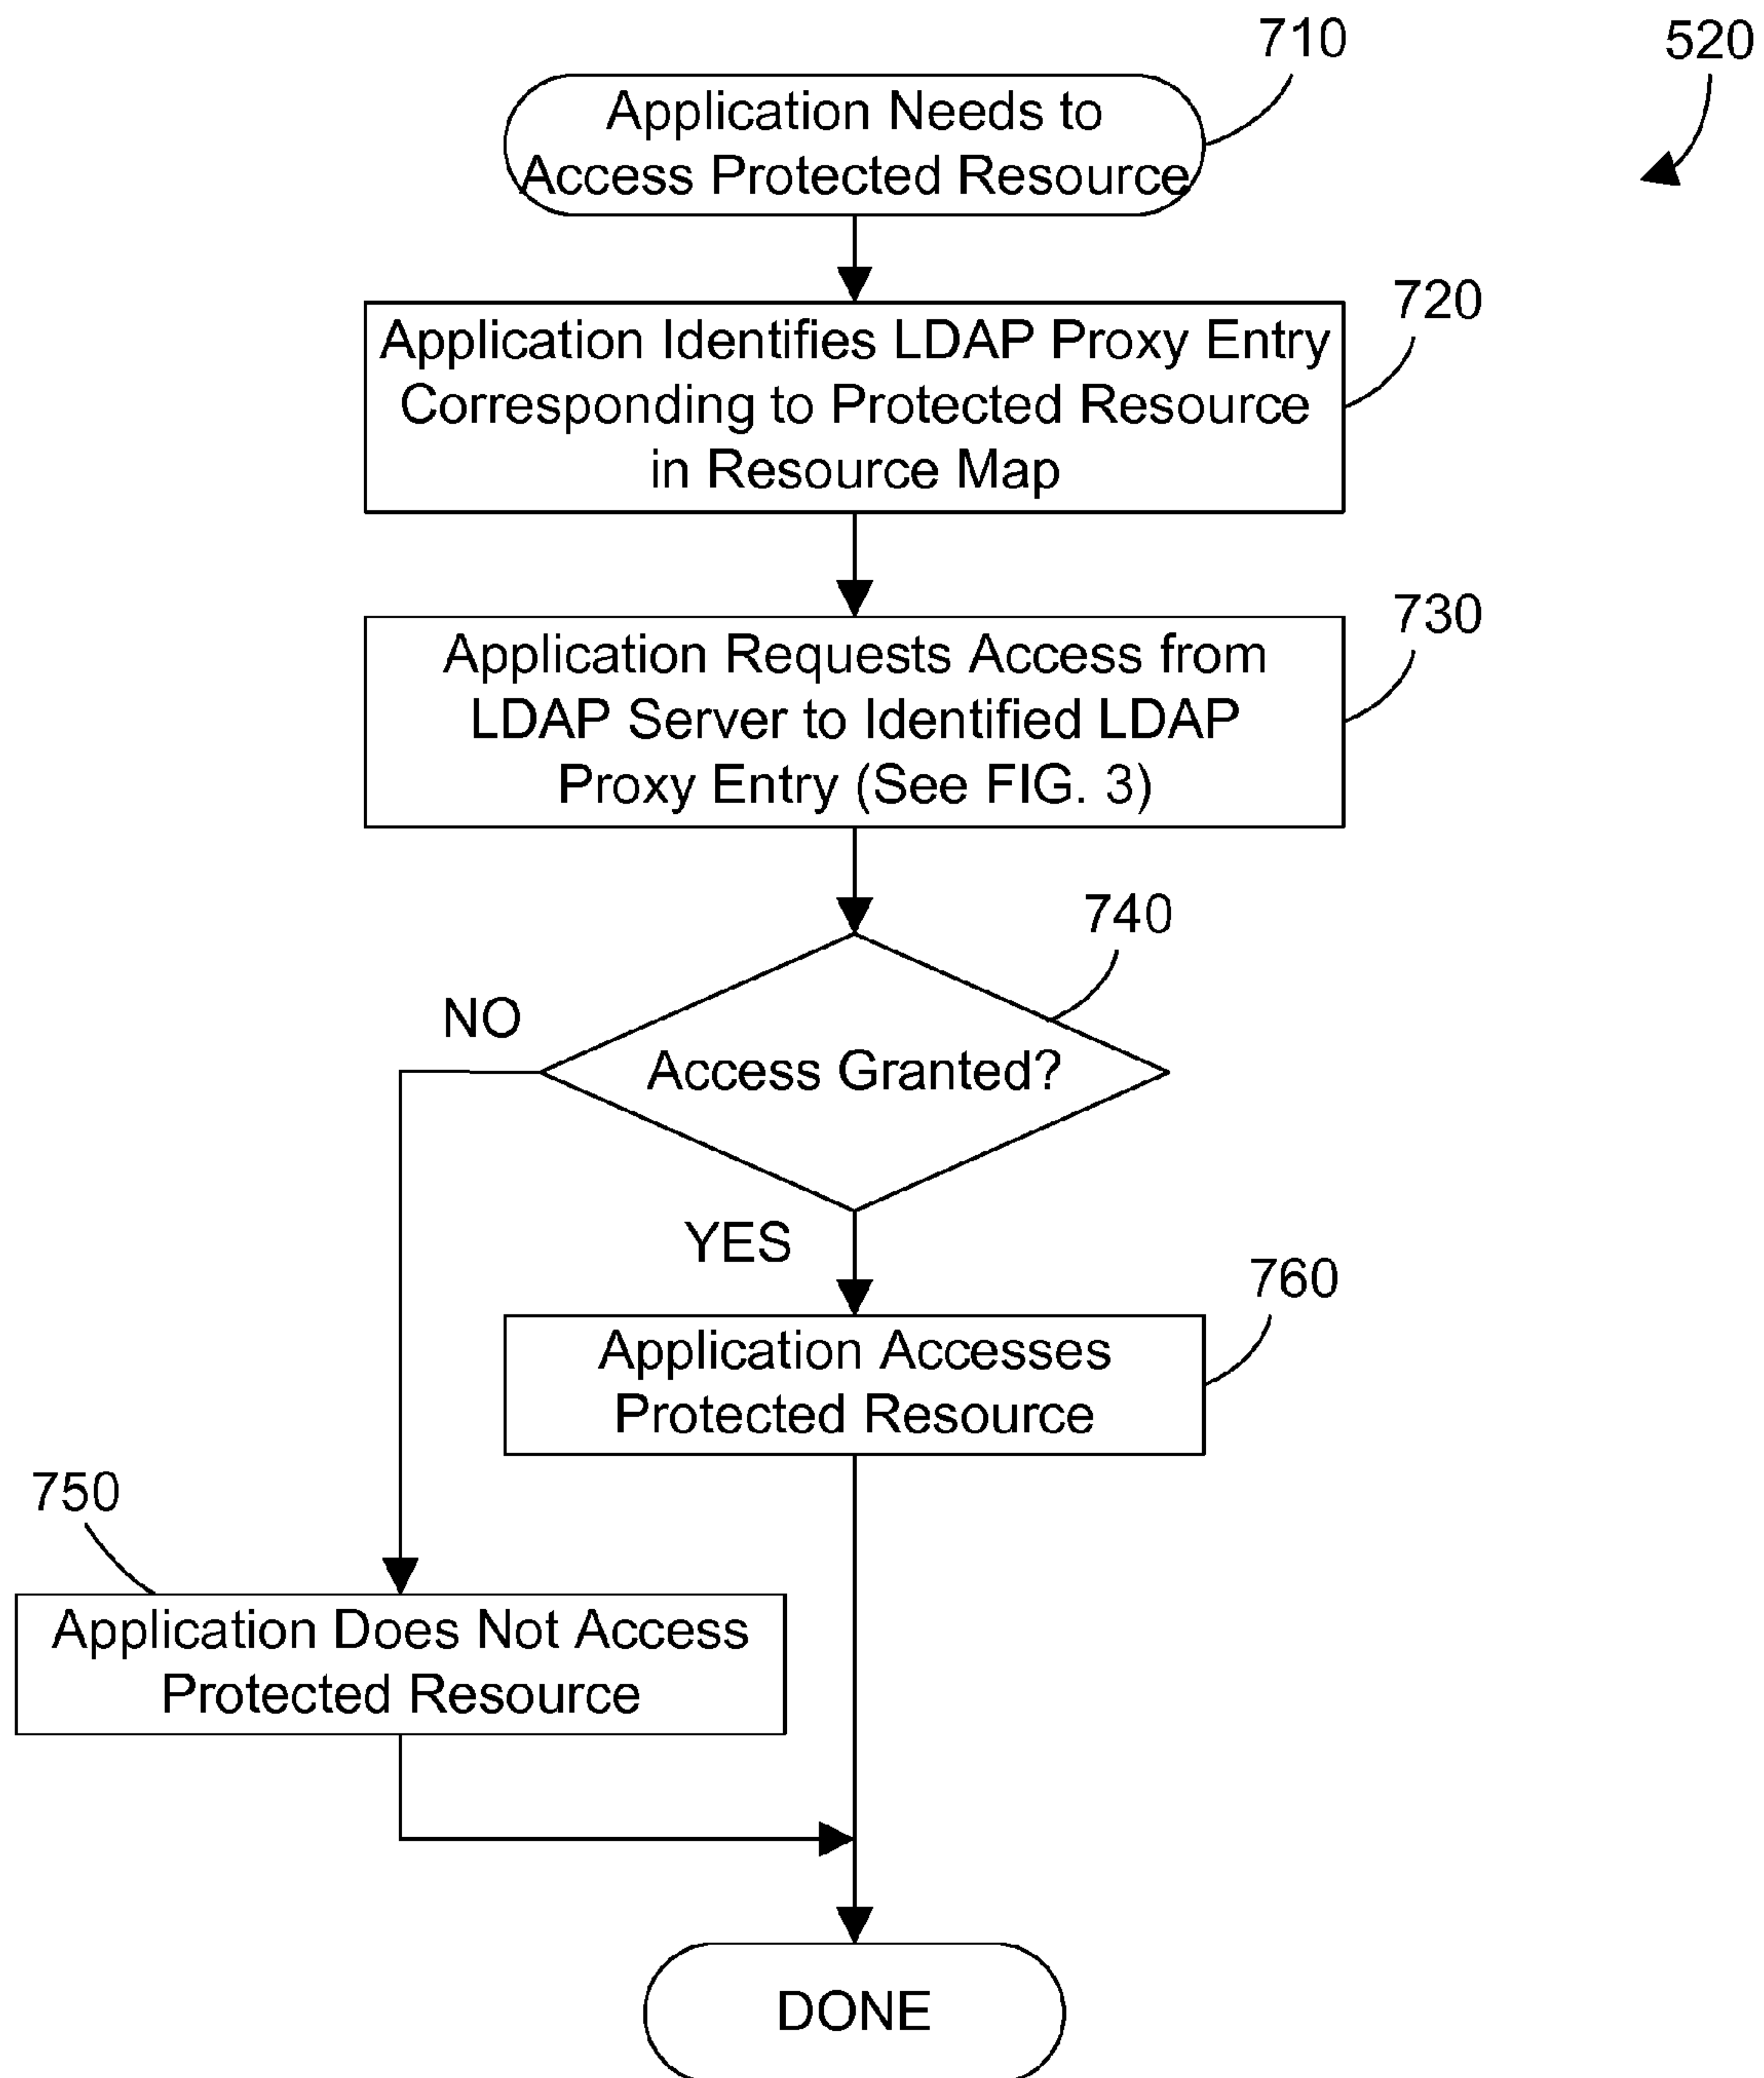 710
520
Application Needs to
Access Protected Resource
720
Application Identifies LDAP Proxy Entry
Corresponding to Protected Resource
in Resource Map
730
Application Requests Access from
LDAP Server to Identified LDAP
Proxy Entry (See FIG. 3)
740
NO
Access Granted?
YES
760
Application Accesses
Protected Resource
750
Application Does Not Access
Protected Resource
DONE